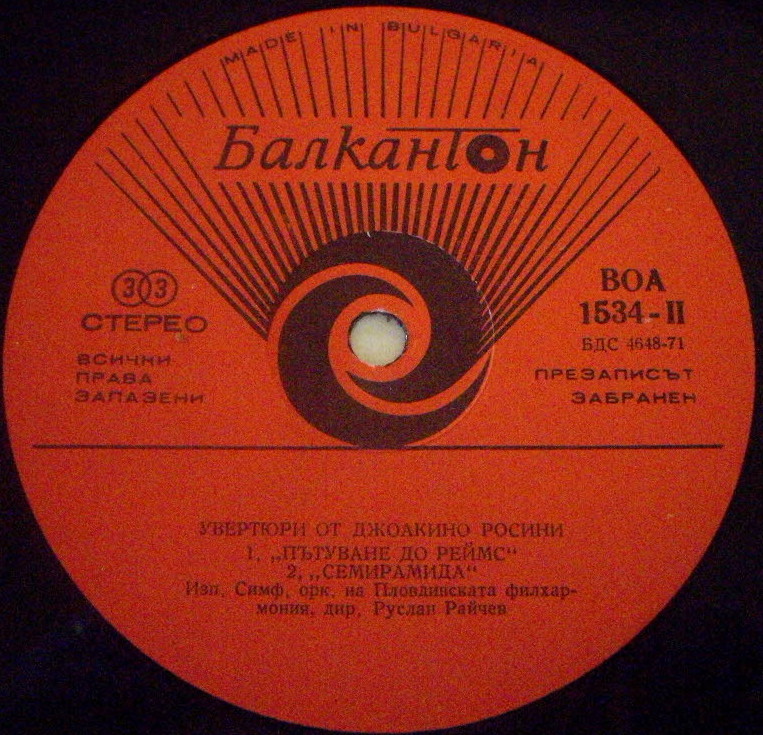 MADE IN BULGARIA
Балкантон
33
СТЕРЕО
ВСИЧКИ
ПРАВА
ЗАПАЗЕНИ
ВОА
1534-II
БДС 4648-71
ПРЕЗАПИСЪТ
ЗАБРАНЕН
УВЕРТЮРИ ОТ ДЖОАКИНО РОСИНИ
1. „ПЪТУВАНЕ ДО РЕЙМС“
2. „СЕМИРАМИДА“
Изп. Симф. орк. на Пловдивската филхар-
мония, дир. Руслан Райчев